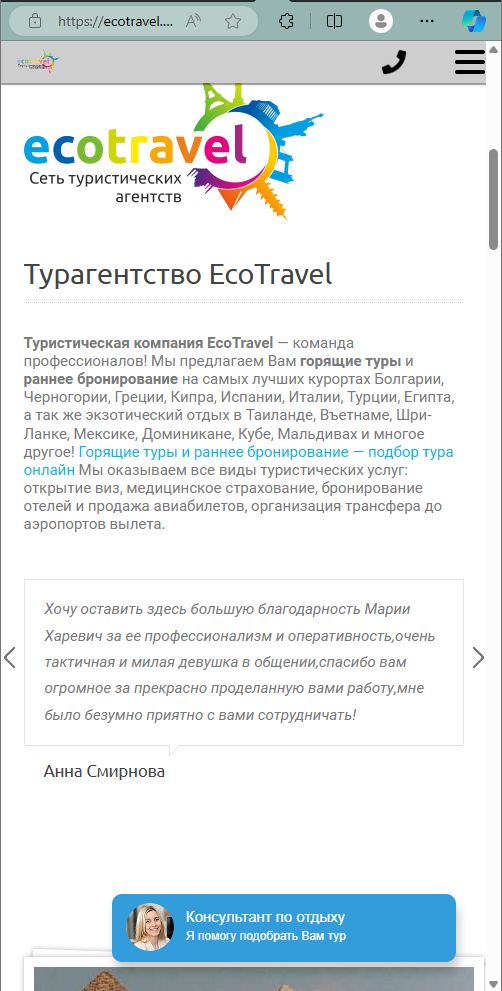 https://ecotravel....
ecotravel
Сеть туристических
агентств
Турагентство EcoTravel
Туристическая компания EcoTravel — команда
профессионалов! Мы предлагаем Вам горящие туры и
раннее бронирование на самых лучших курортах Болгарии,
Черногории, Греции, Кипра, Испании, Италии, Турции, Египта,
а так же экзотический отдых в Таиланде, Вьетнаме, Шри-
Ланке, Мексике, Доминикане, Кубе, Мальдивах и многое
другое! Горящие туры и раннее бронирование — подбор тура
онлайн Мы оказываем все виды туристических услуг:
открытие виз, медицинское страхование, бронирование
отелей и продажа авиабилетов, организация трансфера до
аэропортов вылета.
Хочу оставить здесь большую благодарность Марии
Харевич за ее профессионализм и оперативность,очень
тактичная и милая девушка в общении,спасибо вам
огромное за прекрасно проделанную вами работу,мне
было безумно приятно с вами сотрудничать!
Анна Смирнова
Консультант по отдыху
Я помогу подобрать Вам тур